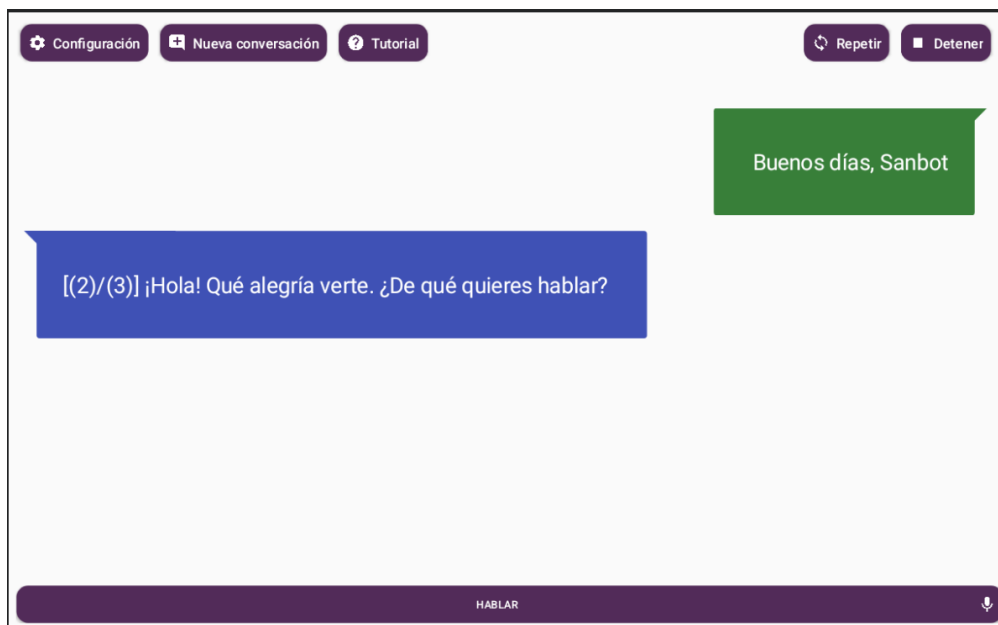 Configuración Nueva conversación Tutorial Repetir Detener
Buenos días, Sanbot
[(2)/(3)] ¡Hola! Qué alegría verte. ¿De qué quieres hablar?
HABLAR